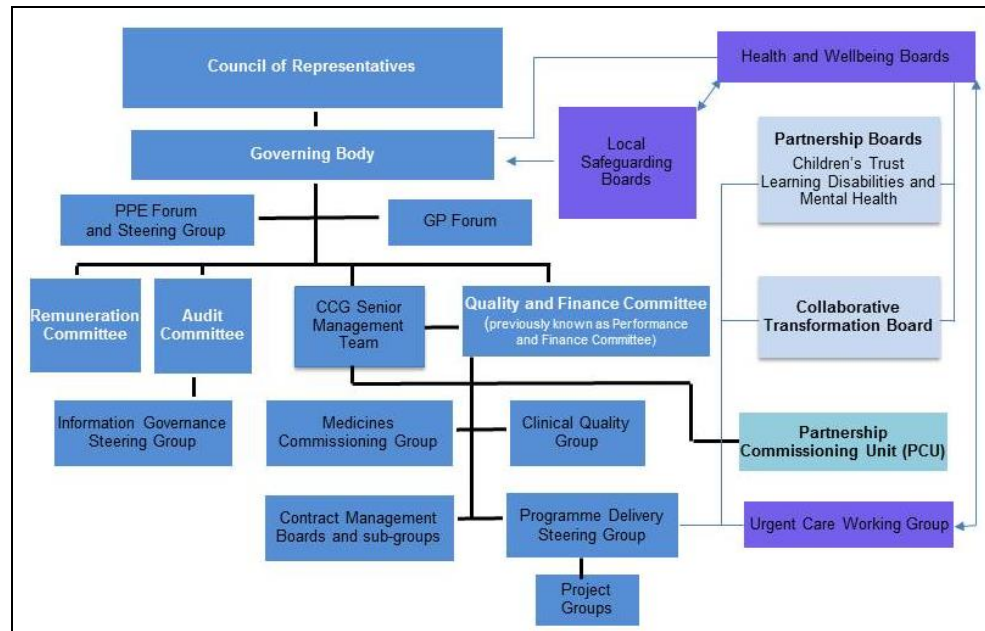 Council of Representatives
Health and Wellbeing Boards
Governing Body
Local
Safeguarding
Boards
Partnership Boards
Children's Trust
Learning Disabilities and
Mental Health
PPE Forum
and Steering Group
GP Forum
Remuneration
Committee
Audit
Committee
CCG Senior
Management
Team
Quality and Finance Committee
(previously known as Performance
and Finance Committee)
Collaborative
Transformation Board
Information Governance
Steering Group
Medicines
Commissioning Group
Clinical Quality
Group
Partnership
Commissioning Unit (PCU)
Contract Management
Boards and sub-groups
Programme Delivery
Steering Group
Urgent Care Working Group
Project
Groups